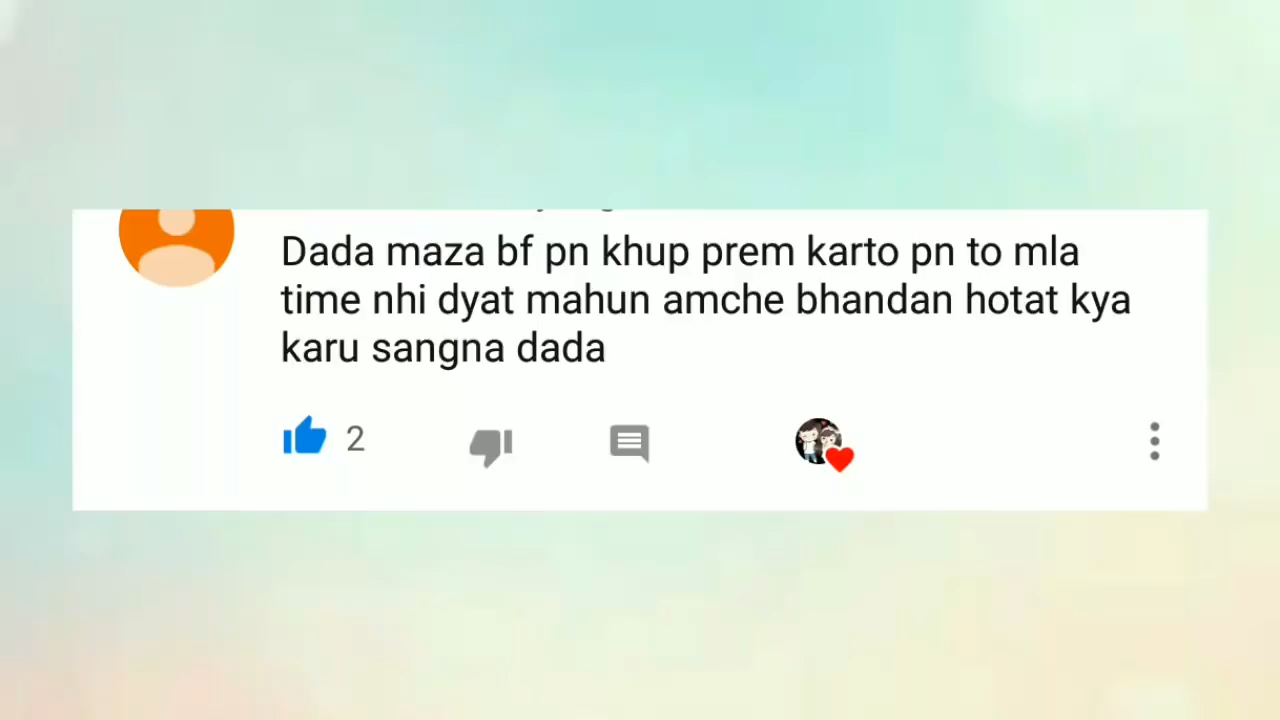 Dada maza bf pn khup prem karto pn to mla
time nhi dyat mahun amche bhandan hotat kya
karu sangna dada
2